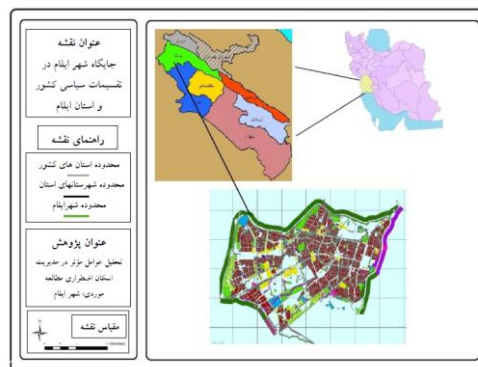 عنوان نقشه
جایگاه شهر ایلام در
تقسیمات سیاسی کشور
و استان ایلام
راهنمای نقشه
محدوده استان های کشور
محدوده شهرستانهای استان
محدوده شهرایلام
عنوان پژوهش
تحلیل عوامل مؤثر در مدیریت
اسکان اضطراری مطالعه
موردی: شهر ایلام
مقیاس نقشه